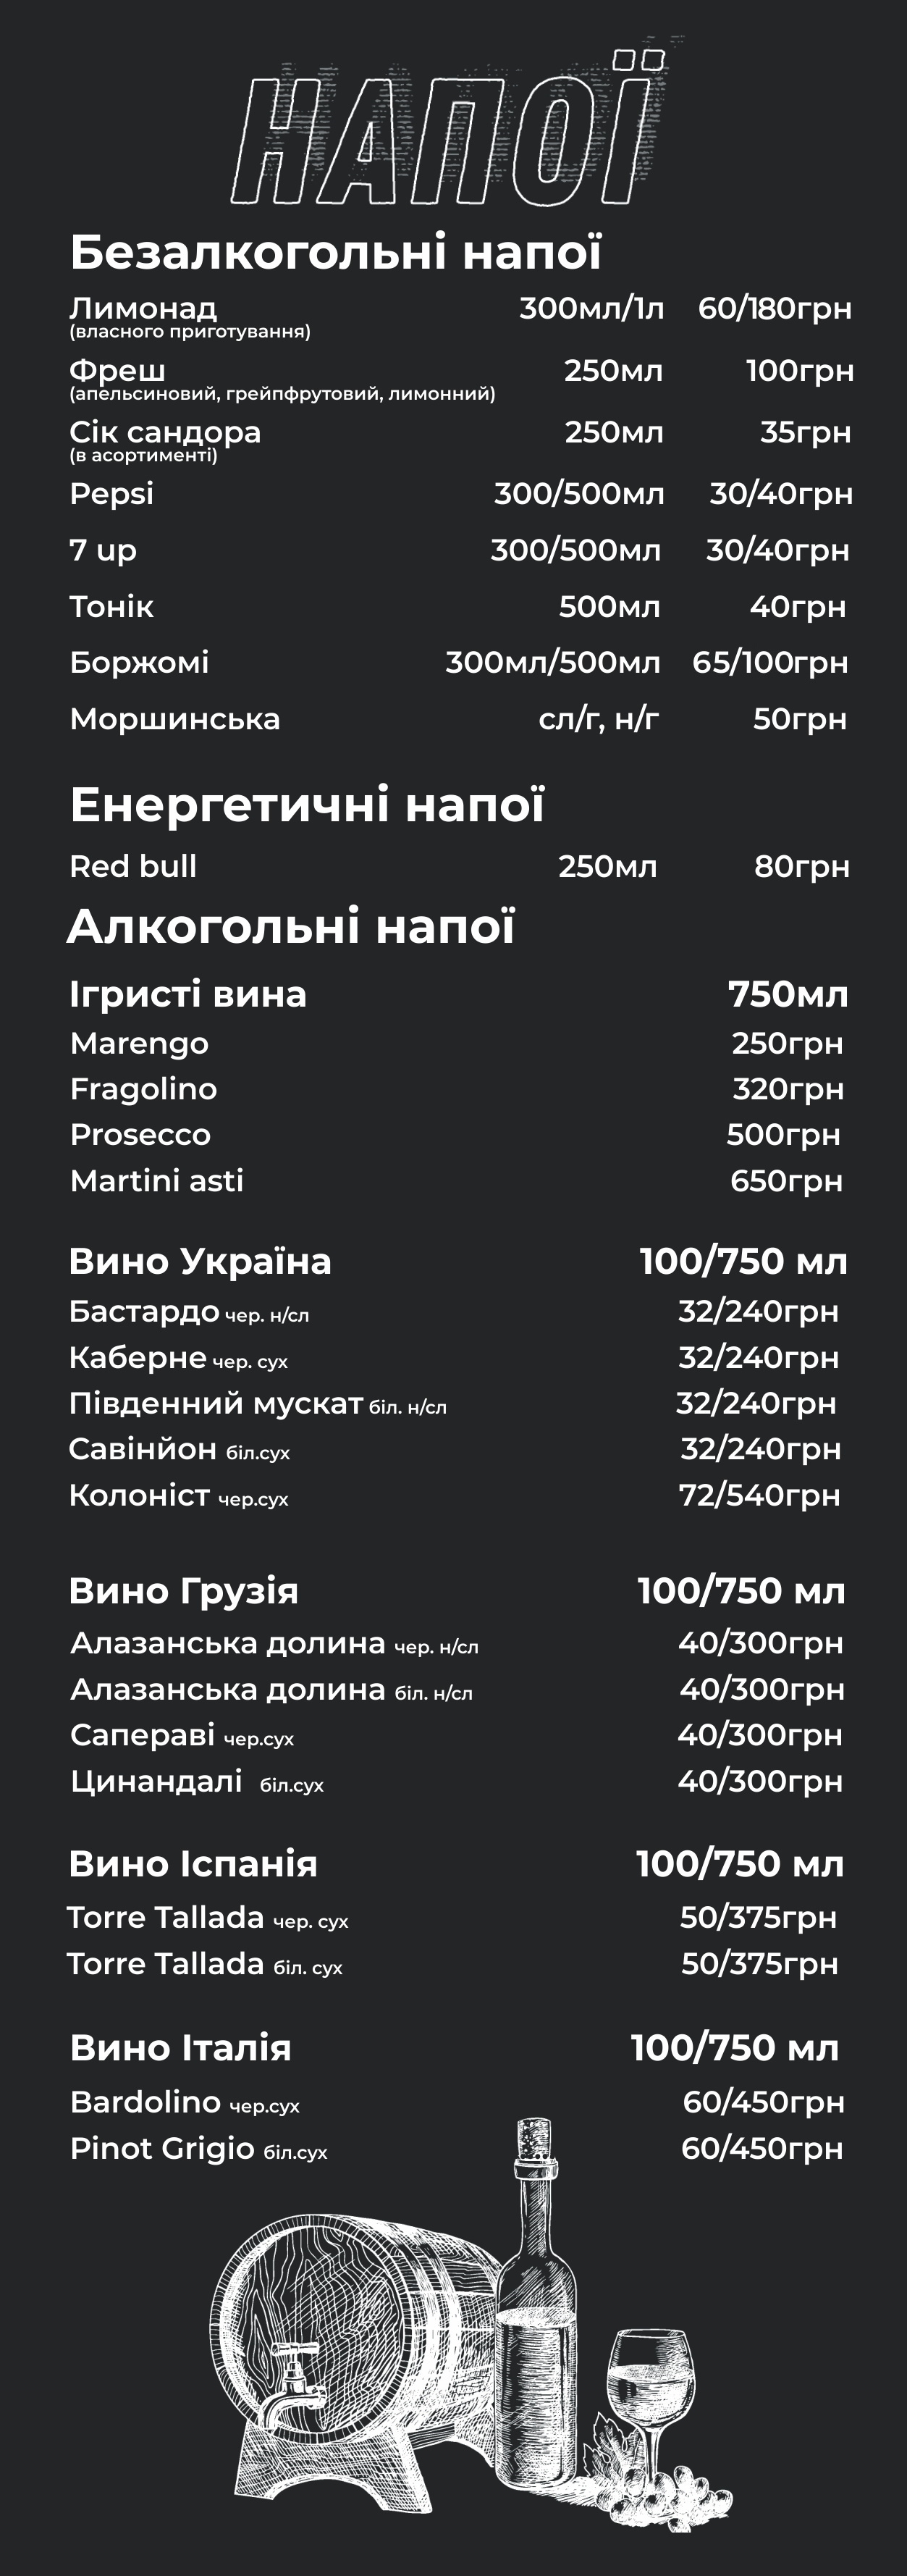 НАПОЇ
Безалкогольні напої
Лимонад 300мл/1л 60/180грн
(власного приготування)
Фреш 250мл 100грн
(апельсиновий, грейпфрутовий, лимонний)
Сік сандора 250мл 35грн
(в асортименті)
Pepsi 300/500мл 30/40грн
7 up 300/500мл 30/40грн
Тонік 500мл 40грн
Боржомі 300мл/500мл 65/100грн
Моршинська сл/г, н/г 50грн
Енергетичні напої
Red bull 250мл 80грн
Алкогольні напої
Ігристі вина 750мл
Marengo 250грн
Fragolino 320грн
Prosecco 500грн
Martini asti 650грн
Вино Україна 100/750 мл
Бастардо чер. н/сл 32/240грн
Каберне чер. сух 32/240грн
Південний мускат біл. н/сл 32/240грн
Савінйон біл.сух 32/240грн
Колоніст чер.сух 72/540грн
Вино Грузія 100/750 мл
Алазанська долина чер. н/сл 40/300грн
Алазанська долина біл. н/сл 40/300грн
Сапераві чер.сух 40/300грн
Цинандалі біл.сух 40/300грн
Вино Іспанія 100/750 мл
Torre Tallada чер. сух 50/375грн
Torre Tallada біл. сух 50/375грн
Вино Італія 100/750 мл
Bardolino чер.сух 60/450грн
Pinot Grigio біл.сух 60/450грн